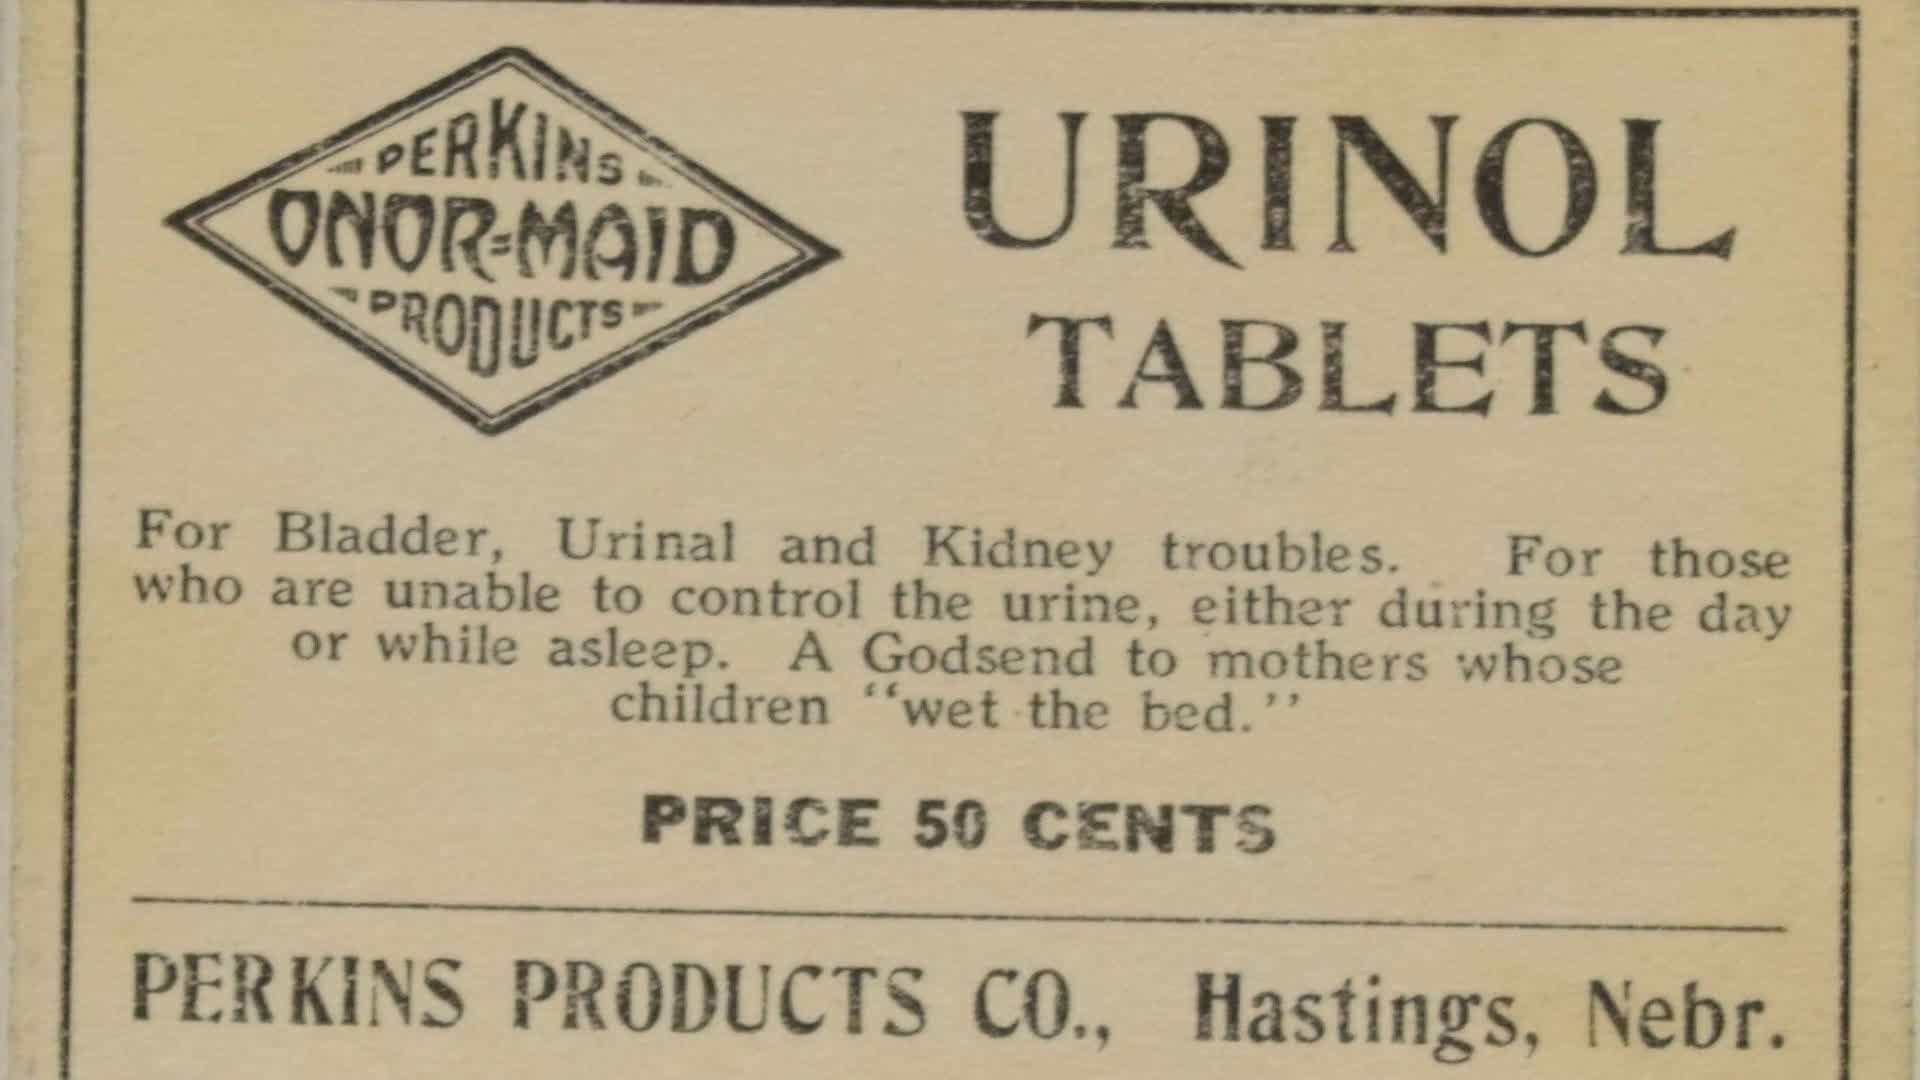 PERKINS
ONOR-MAID
PRODUCTS
URINOL
TABLETS
For Bladder, Urinal and Kidney troubles. For those
who are unable to control the urine, either during the day
or while asleep. A Godsend to mothers whose
children "wet the bed."
PRICE 50 CENTS
PERKINS PRODUCTS CO., Hastings, Nebr.